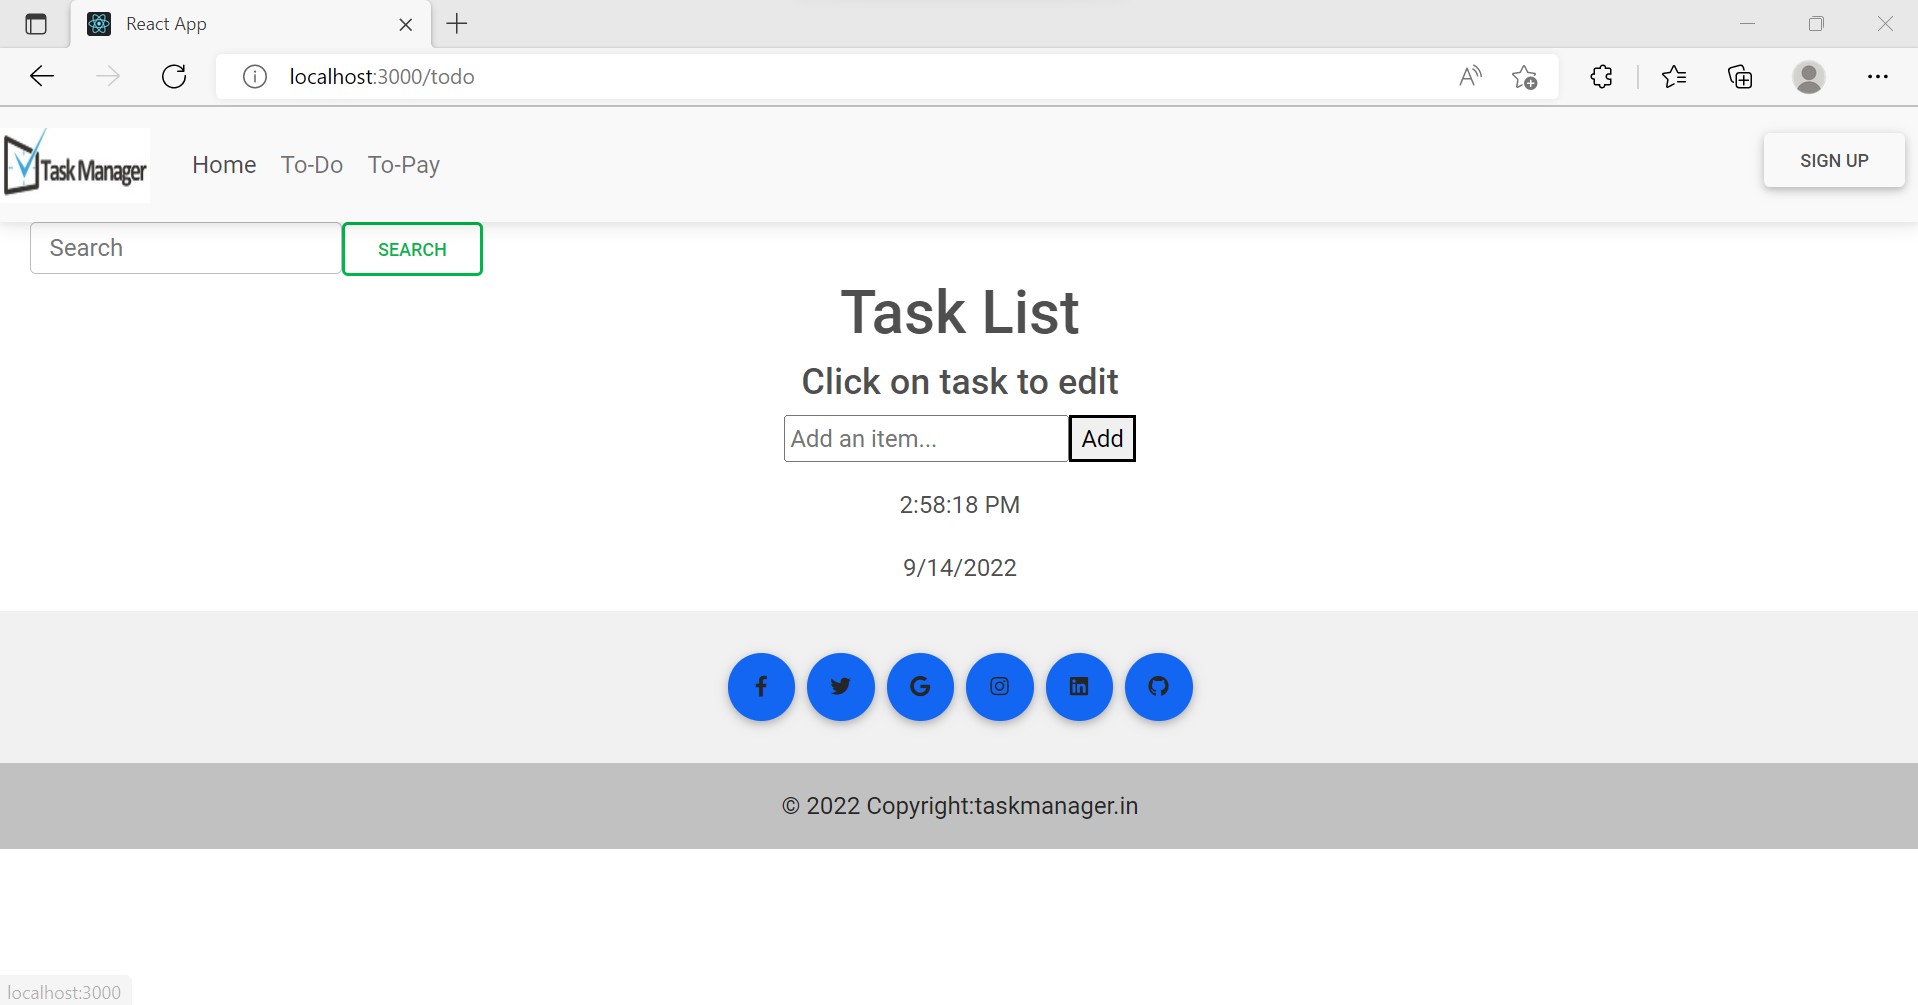 React App
localhost:3000/todo
Task Manager
Home To-Do To-Pay
SIGN UP
Search SEARCH
Task List
Click on task to edit
Add an item... Add
2:58:18 PM
9/14/2022
© 2022 Copyright:taskmanager.in
localhost:3000